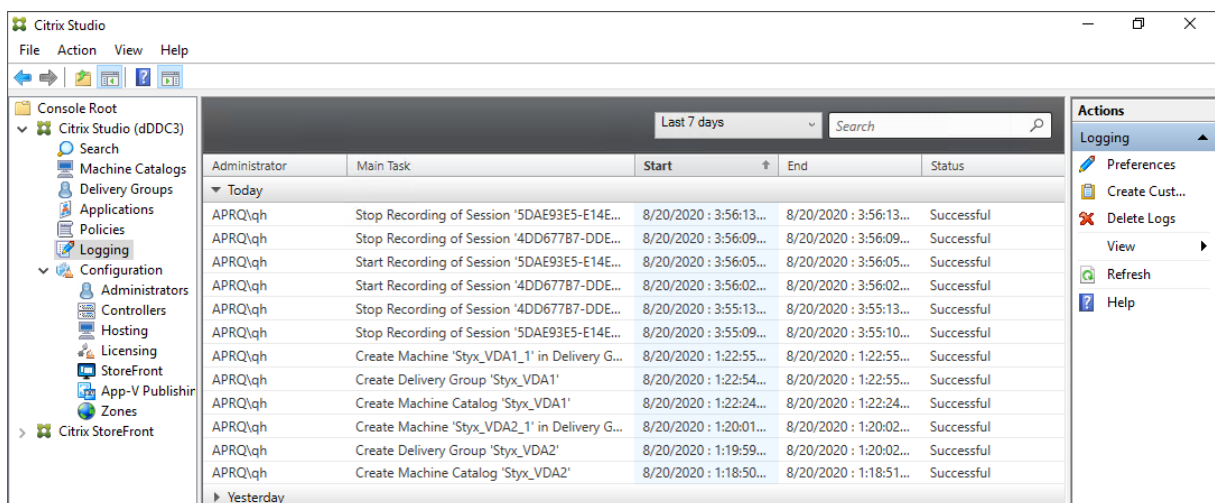 Citrix Studio
File Action View Help
Console Root
Citrix Studio (dDDC3)
Search
Machine Catalogs
Delivery Groups
Applications
Policies
Logging
Configuration
Administrators
Controllers
Hosting
Licensing
StoreFront
App-V Publishin
Zones
Citrix StoreFront
Last 7 days Search
Administrator Main Task Start End Status
Today
APRQ\qh Stop Recording of Session '5DAE93E5-E14E... 8/20/2020 : 3:56:13... 8/20/2020 : 3:56:13... Successful
APRQ\qh Stop Recording of Session '4DD677B7-DDE... 8/20/2020 : 3:56:09... 8/20/2020 : 3:56:09... Successful
APRQ\qh Start Recording of Session '5DAE93E5-E14E... 8/20/2020 : 3:56:05... 8/20/2020 : 3:56:05... Successful
APRQ\qh Start Recording of Session '4DD677B7-DDE... 8/20/2020 : 3:56:02... 8/20/2020 : 3:56:02... Successful
APRQ\qh Stop Recording of Session '4DD677B7-DDE... 8/20/2020 : 3:55:13... 8/20/2020 : 3:55:13... Successful
APRQ\qh Stop Recording of Session '5DAE93E5-E14E... 8/20/2020 : 3:55:09... 8/20/2020 : 3:55:10... Successful
APRQ\qh Create Machine 'Styx_VDA1_1' in Delivery G... 8/20/2020 : 1:22:55... 8/20/2020 : 1:22:55... Successful
APRQ\qh Create Delivery Group 'Styx_VDA1' 8/20/2020 : 1:22:54... 8/20/2020 : 1:22:55... Successful
APRQ\qh Create Machine Catalog 'Styx_VDA1' 8/20/2020 : 1:22:24... 8/20/2020 : 1:22:24... Successful
APRQ\qh Create Machine 'Styx_VDA2_1' in Delivery G... 8/20/2020 : 1:20:01... 8/20/2020 : 1:20:02... Successful
APRQ\qh Create Delivery Group 'Styx_VDA2' 8/20/2020 : 1:19:59... 8/20/2020 : 1:20:02... Successful
APRQ\qh Create Machine Catalog 'Styx_VDA2' 8/20/2020 : 1:18:50... 8/20/2020 : 1:18:51... Successful
Yesterday
Actions
Logging
Preferences
Create Cust...
Delete Logs
View
Refresh
Help